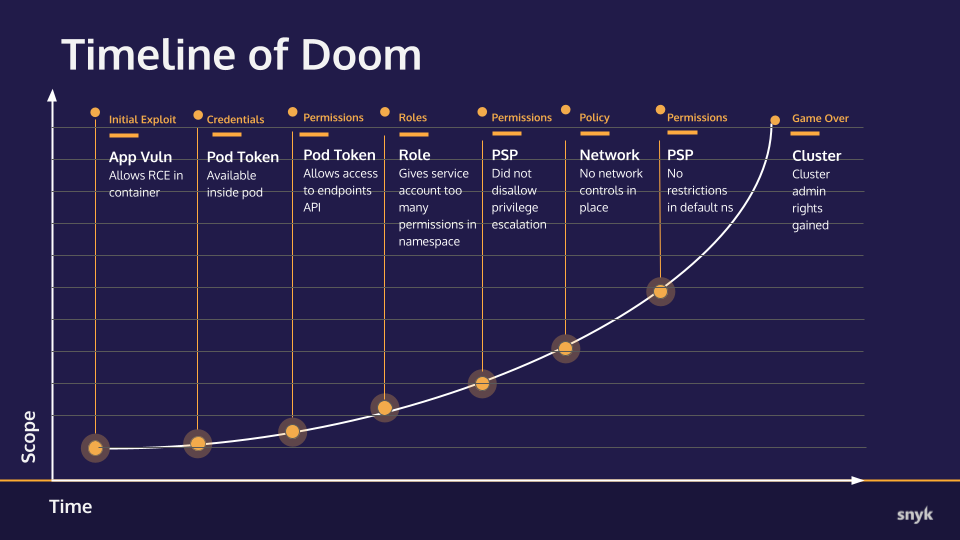 Timeline of Doom
Initial Exploit
App Vuln
Allows RCE in
container
Credentials
Pod Token
Available
inside pod
Permissions
Pod Token
Allows access
to endpoints
API
Roles
Role
Gives service
account too
many
permissions in
namespace
Permissions
PSP
Did not
disallow
privilege
escalation
Policy
Network
No network
controls in
place
Permissions
PSP
No
restrictions
in default ns
Game Over
Cluster
Cluster
admin
rights
gained
Scope
Time
snyk